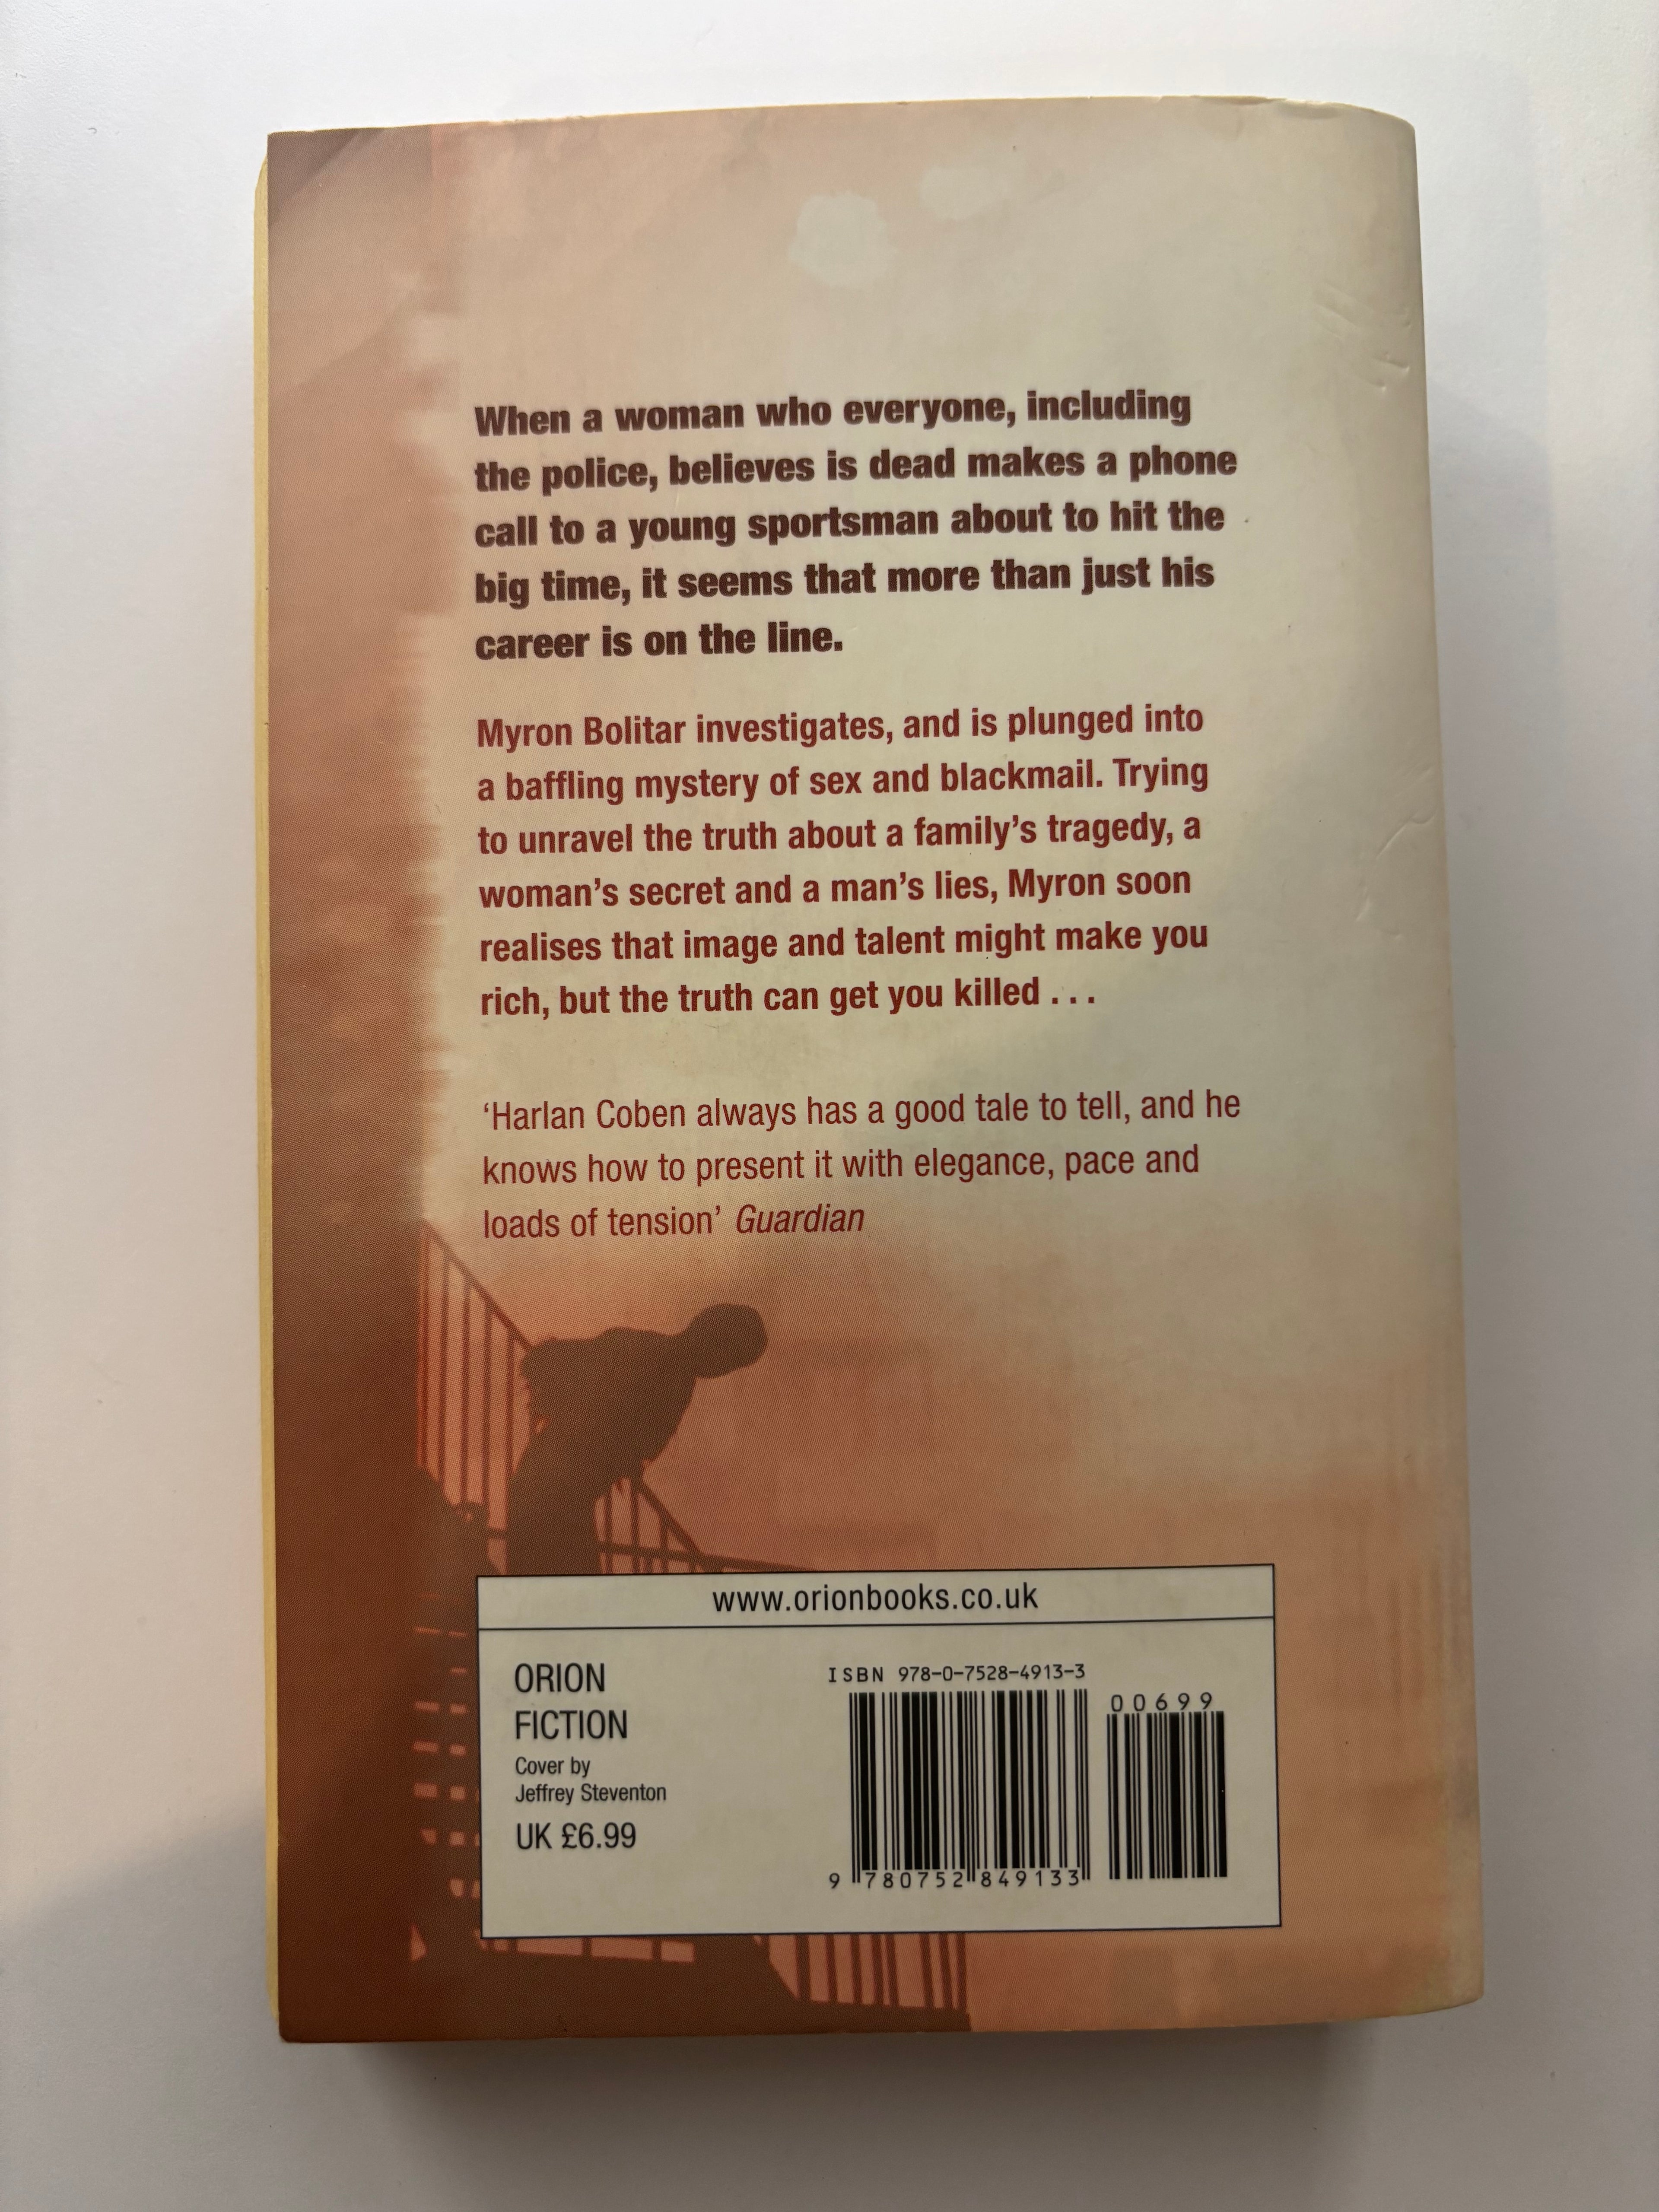 When a woman who everyone, including
the police, believes is dead makes a phone
call to a young sportsman about to hit the
big time, it seems that more than just his
career is on the line.
Myron Bolitar investigates, and is plunged into
a baffling mystery of sex and blackmail. Trying
to unravel the truth about a family’s tragedy, a
woman’s secret and a man’s lies, Myron soon
realises that image and talent might make you
rich, but the truth can get you killed . . .
‘Harlan Coben always has a good tale to tell, and he
knows how to present it with elegance, pace and
loads of tension’ Guardian
www.orionbooks.co.uk
ORION
FICTION
Cover by
Jeffrey Steventon
UK £6.99
ISBN 978-0-7528-4913-3
00699
9 780752 849133